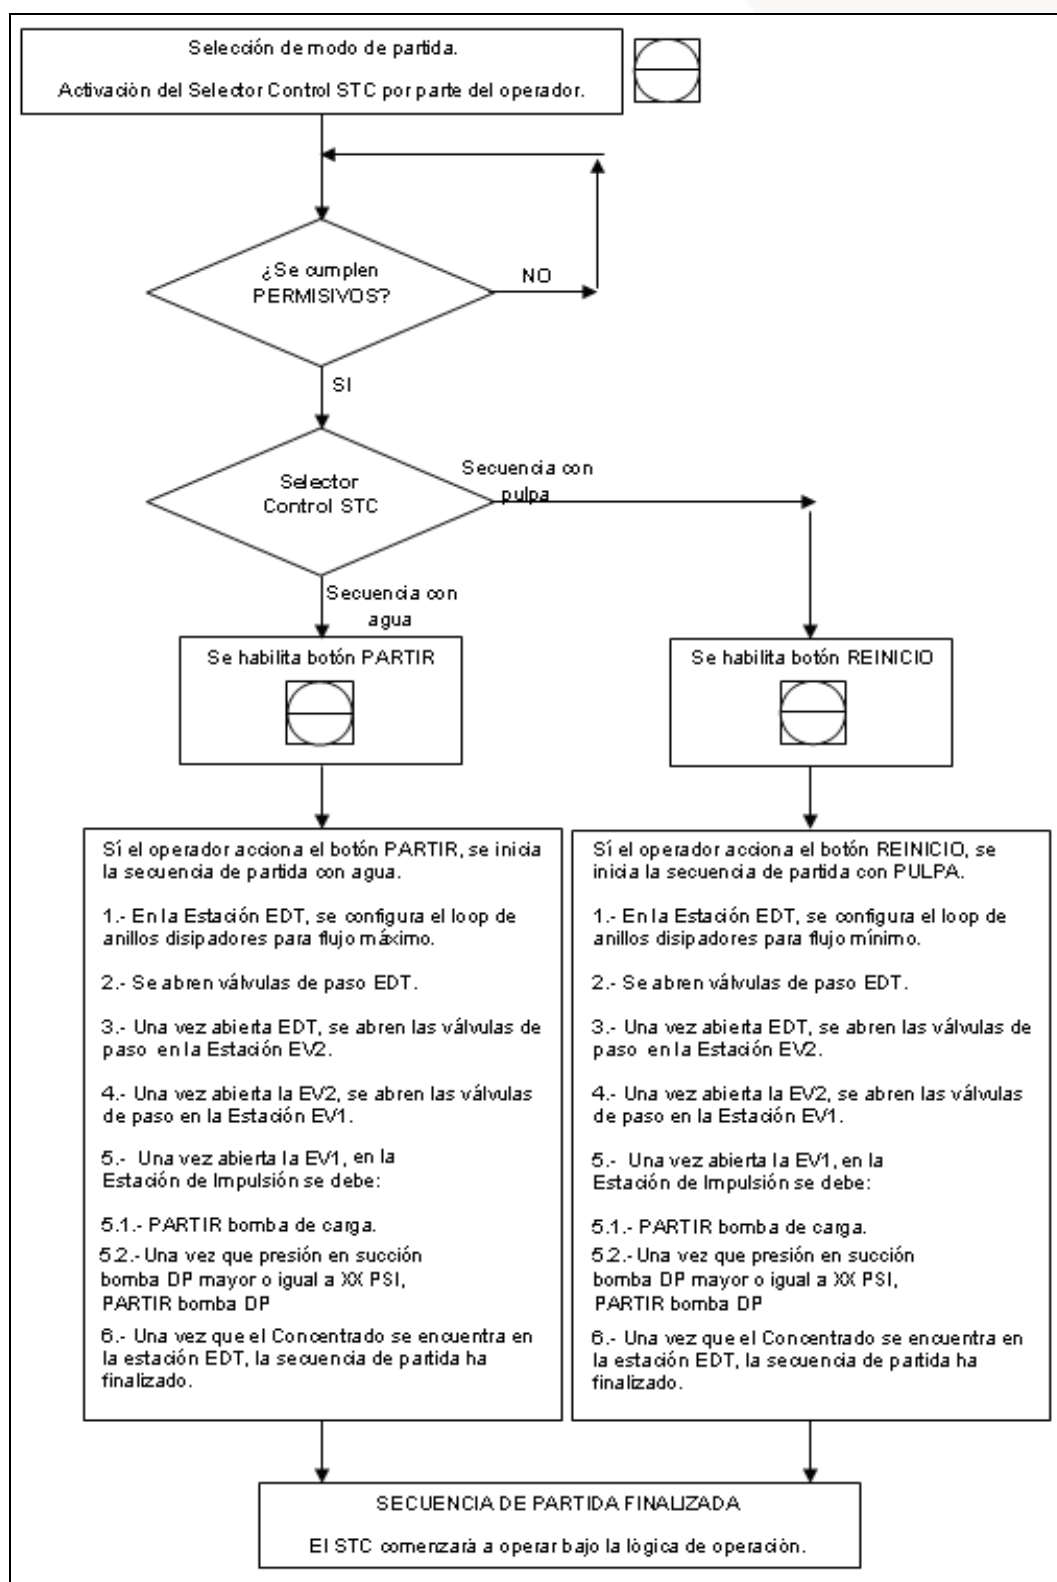 Selección de modo de partida.
Activación del Selector Control STC por parte del operador.
¿Se cumplen
PERMISIVOS?
NO
SI
Selector
Control STC
Secuencia con
pulpa
Secuencia con
agua
Se habilita botón PARTIR
Se habilita botón REINICIO
Sí el operador acciona el botón PARTIR, se inicia
la secuencia de partida con agua.
1.- En la Estación EDT, se configura el loop de
anillos disipadores para flujo máximo.
2.- Se abren válvulas de paso EDT.
3.- Una vez abierta EDT, se abren las válvulas de
paso en la Estación EV2.
4.- Una vez abierta la EV2, se abren las válvulas
de paso en la Estación EV1.
5.- Una vez abierta la EV1, en la
Estación de Impulsión se debe:
5.1.- PARTIR bomba de carga.
5.2.- Una vez que presión en succión
bomba DP mayor o igual a XX PSI,
PARTIR bomba DP
6.- Una vez que el Concentrado se encuentra en
la estación EDT, la secuencia de partida ha
finalizado.
Sí el operador acciona el botón REINICIO, se
inicia la secuencia de partida con PULPA.
1.- En la Estación EDT, se configura el loop de
anillos disipadores para flujo mínimo.
2.- Se abren válvulas de paso EDT.
3.- Una vez abierta EDT, se abren las válvulas de
paso en la Estación EV2.
4.- Una vez abierta la EV2, se abren las válvulas
de paso en la Estación EV1.
5.- Una vez abierta la EV1, en la
Estación de Impulsión se debe:
5.1.- PARTIR bomba de carga.
5.2.- Una vez que presión en succión
bomba DP mayor o igual a XX PSI,
PARTIR bomba DP
6.- Una vez que el Concentrado se encuentra en
la estación EDT, la secuencia de partida ha
finalizado.
SECUENCIA DE PARTIDA FINALIZADA
El STC comenzará a operar bajo la lógica de operación.